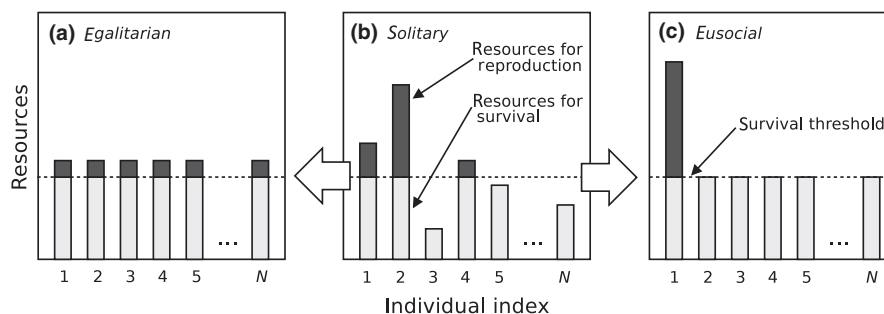 (a) Egalitarian
Resources
1 2 3 4 5 ... N
(b) Solitary
Resources for
reproduction
Resources for
survival
1 2 3 4 5 ... N
(c) Eusocial
Survival threshold
1 2 3 4 5 ... N
Individual index